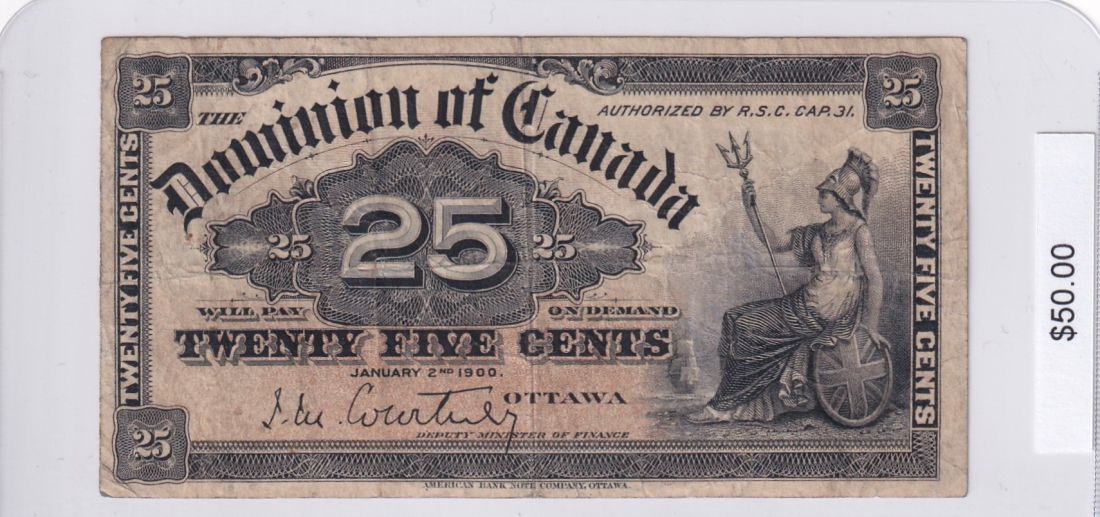 25
25
THE
Dominion of Canada
AUTHORIZED BY R.S.C. CAP. 31.
TWENTY FIVE CENTS
TWENTY FIVE CENTS
25
25
25
WILL PAY
ON DEMAND
TWENTY FIVE CENTS
JANUARY 2ND 1900.
OTTAWA
J.M. Courtney
DEPUTY MINISTER OF FINANCE
25
AMERICAN BANK NOTE COMPANY, OTTAWA.
$50.00